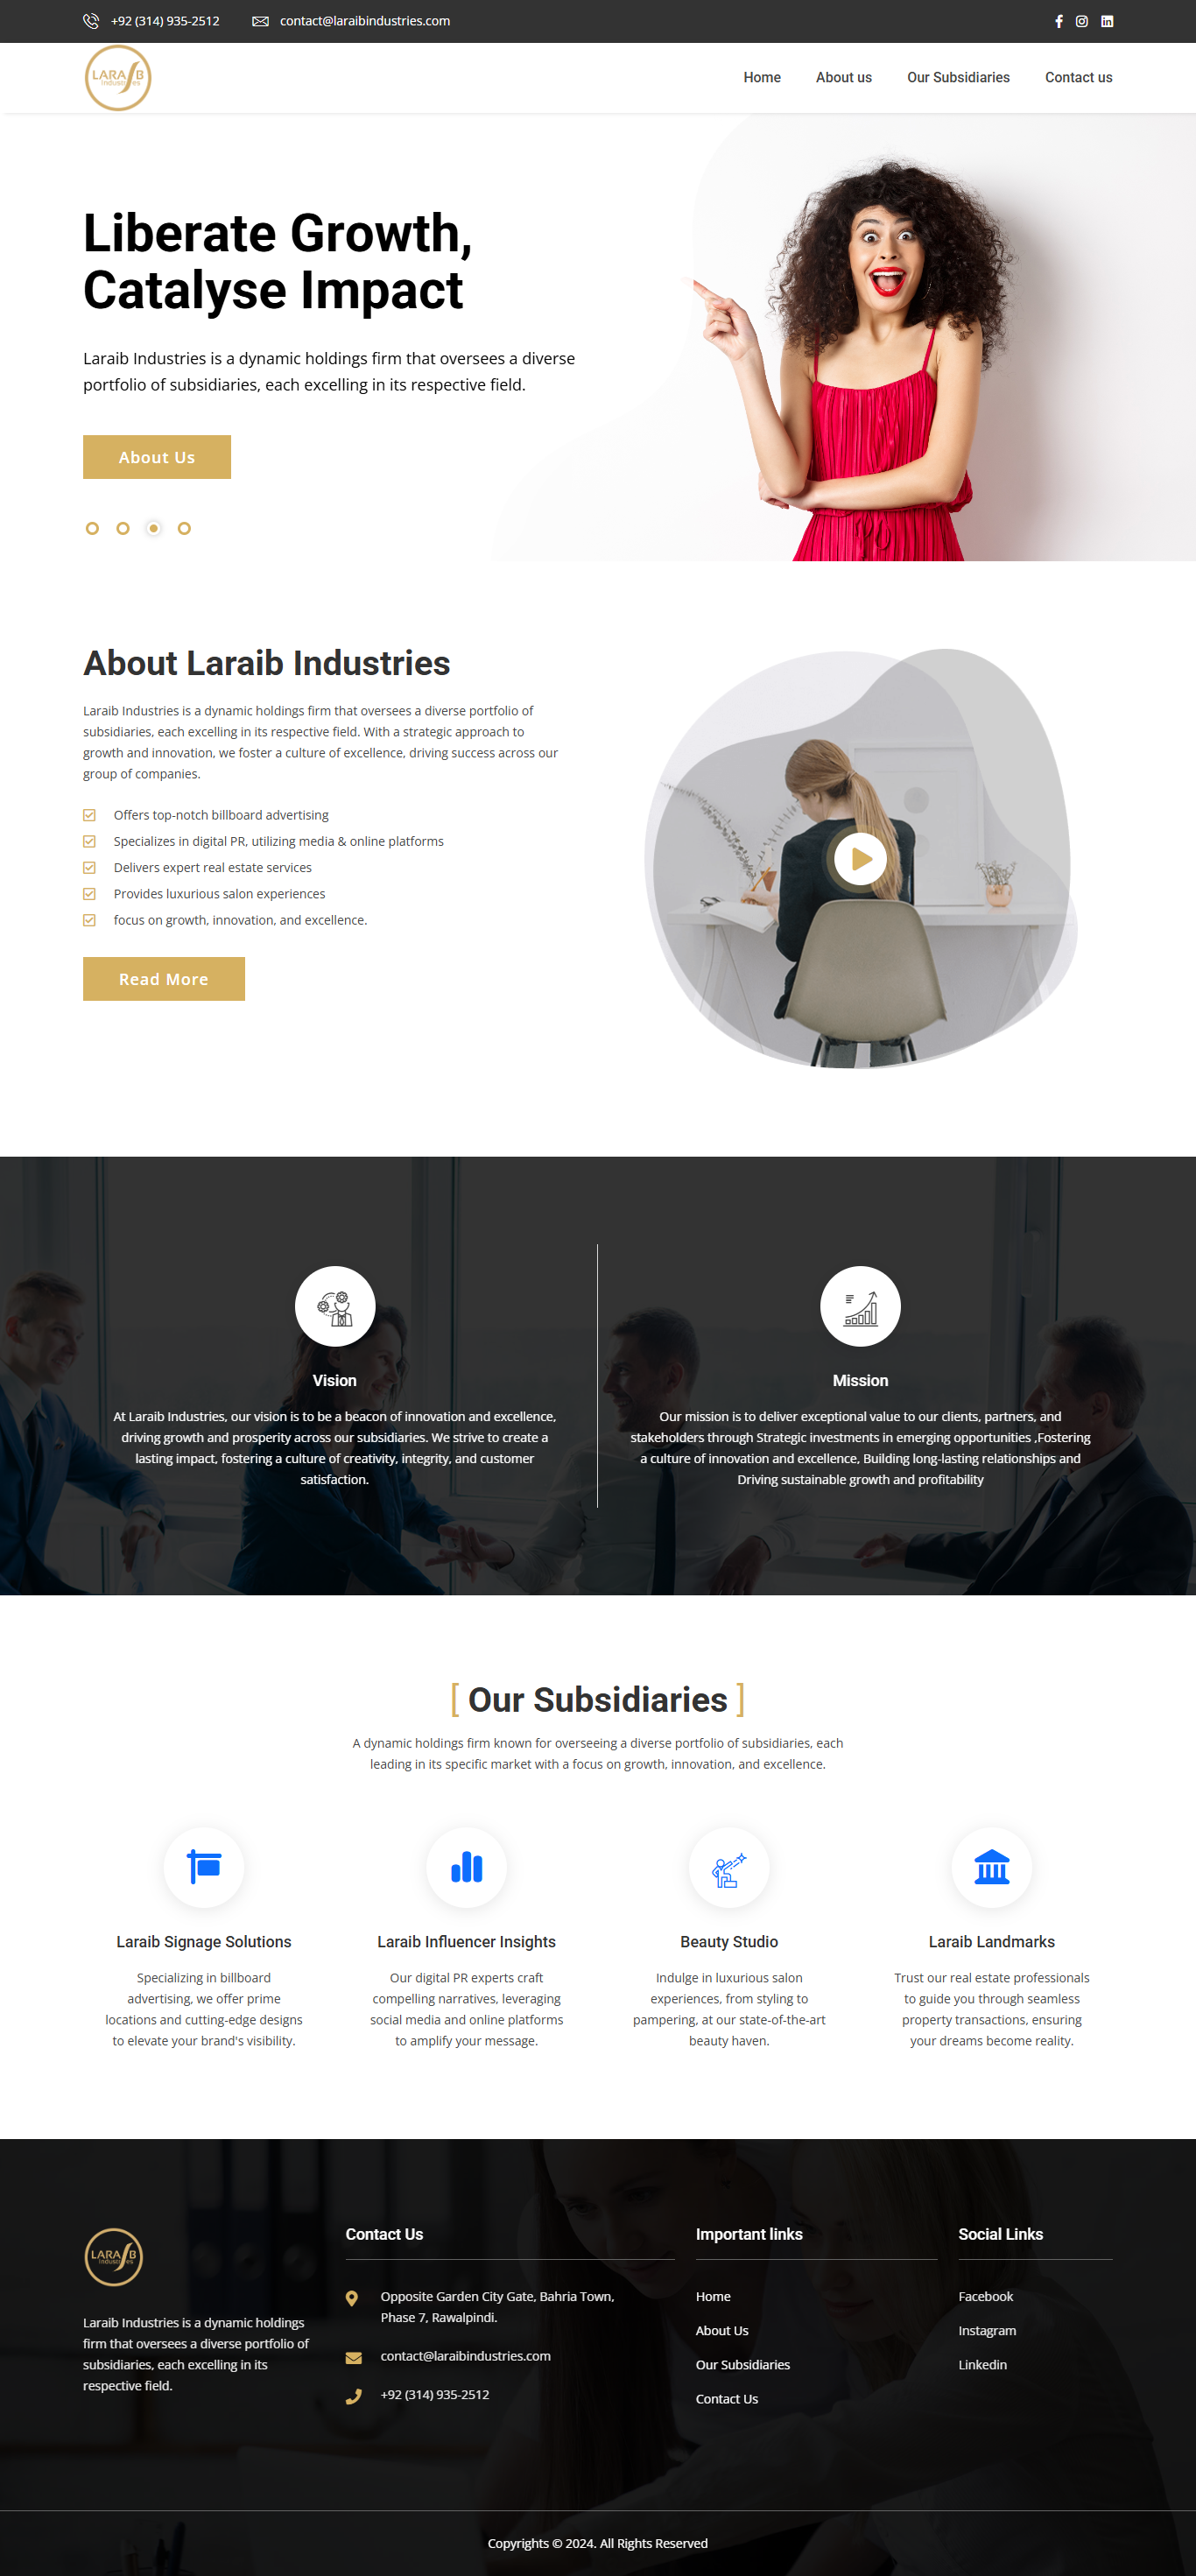 +92 (314) 935-2512
contact@laraibindustries.com
LARAIB
Industries
Home
About us
Our Subsidiaries
Contact us
Liberate Growth,
Catalyse Impact
Laraib Industries is a dynamic holdings firm that oversees a diverse
portfolio of subsidiaries, each excelling in its respective field.
About Us
About Laraib Industries
Laraib Industries is a dynamic holdings firm that oversees a diverse portfolio of
subsidiaries, each excelling in its respective field. With a strategic approach to
growth and innovation, we foster a culture of excellence, driving success across our
group of companies.
Offers top-notch billboard advertising
Specializes in digital PR, utilizing media & online platforms
Delivers expert real estate services
Provides luxurious salon experiences
focus on growth, innovation, and excellence.
Read More
Vision
At Laraib Industries, our vision is to be a beacon of innovation and excellence,
driving growth and prosperity across our subsidiaries. We strive to create a
lasting impact, fostering a culture of creativity, integrity, and customer
satisfaction.
Mission
Our mission is to deliver exceptional value to our clients, partners, and
stakeholders through Strategic investments in emerging opportunities ,Fostering
a culture of innovation and excellence, Building long-lasting relationships and
Driving sustainable growth and profitability
[ Our Subsidiaries ]
A dynamic holdings firm known for overseeing a diverse portfolio of subsidiaries, each
leading in its specific market with a focus on growth, innovation, and excellence.
Laraib Signage Solutions
Specializing in billboard
advertising, we offer prime
locations and cutting-edge designs
to elevate your brand's visibility.
Laraib Influencer Insights
Our digital PR experts craft
compelling narratives, leveraging
social media and online platforms
to amplify your message.
Beauty Studio
Indulge in luxurious salon
experiences, from styling to
pampering, at our state-of-the-art
beauty haven.
Laraib Landmarks
Trust our real estate professionals
to guide you through seamless
property transactions, ensuring
your dreams become reality.
LARAIB
Industries
Laraib Industries is a dynamic holdings
firm that oversees a diverse portfolio of
subsidiaries, each excelling in its
respective field.
Contact Us
Opposite Garden City Gate, Bahria Town,
Phase 7, Rawalpindi.
contact@laraibindustries.com
+92 (314) 935-2512
Important links
Home
About Us
Our Subsidiaries
Contact Us
Social Links
Facebook
Instagram
Linkedin
Copyrights © 2024. All Rights Reserved